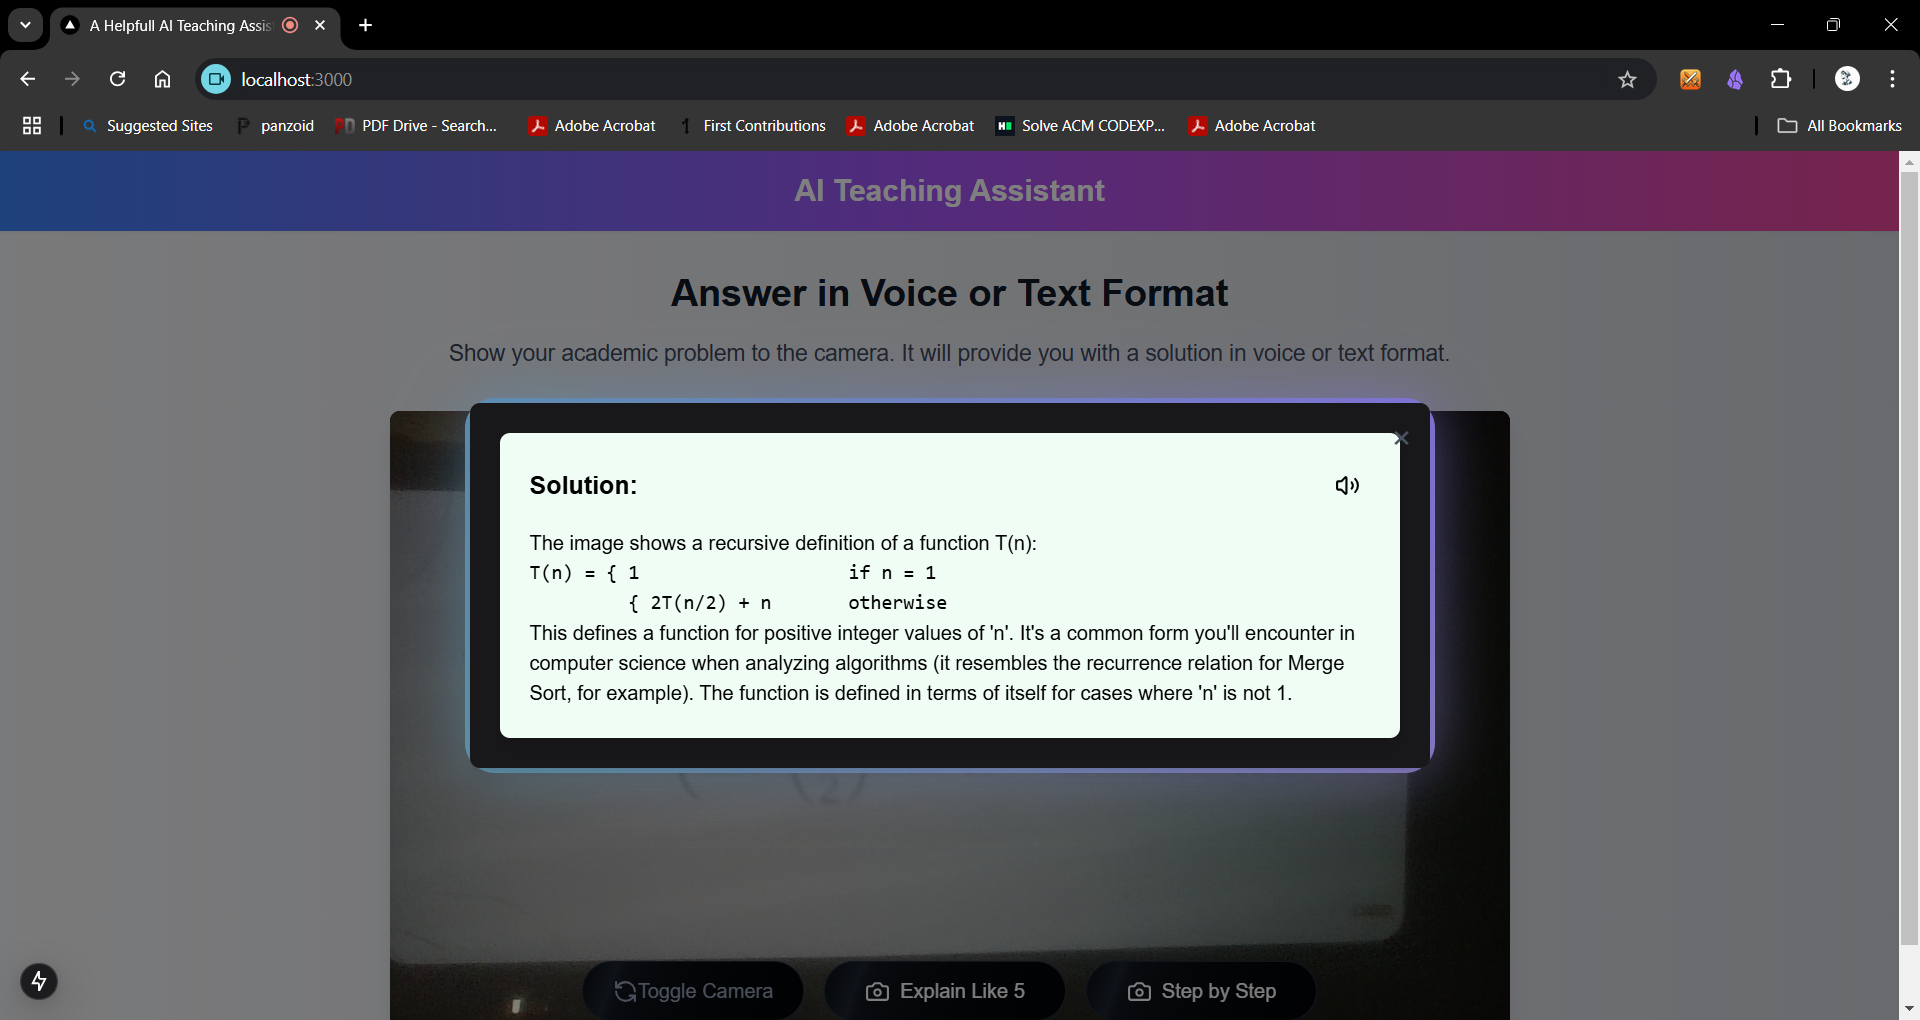 A Helpfull AI Teaching Assis
localhost:3000
Suggested Sites
panzoid
PDF Drive - Search...
Adobe Acrobat
First Contributions
Adobe Acrobat
Solve ACM CODEXP...
Adobe Acrobat
All Bookmarks
AI Teaching Assistant
Answer in Voice or Text Format
Show your academic problem to the camera. It will provide you with a solution in voice or text format.
Solution:
The image shows a recursive definition of a function T(n):
T(n) = { 1 if n = 1
{ 2T(n/2) + n otherwise
This defines a function for positive integer values of 'n'. It's a common form you'll encounter in
computer science when analyzing algorithms (it resembles the recurrence relation for Merge
Sort, for example). The function is defined in terms of itself for cases where 'n' is not 1.
2
Toggle Camera
Explain Like 5
Step by Step